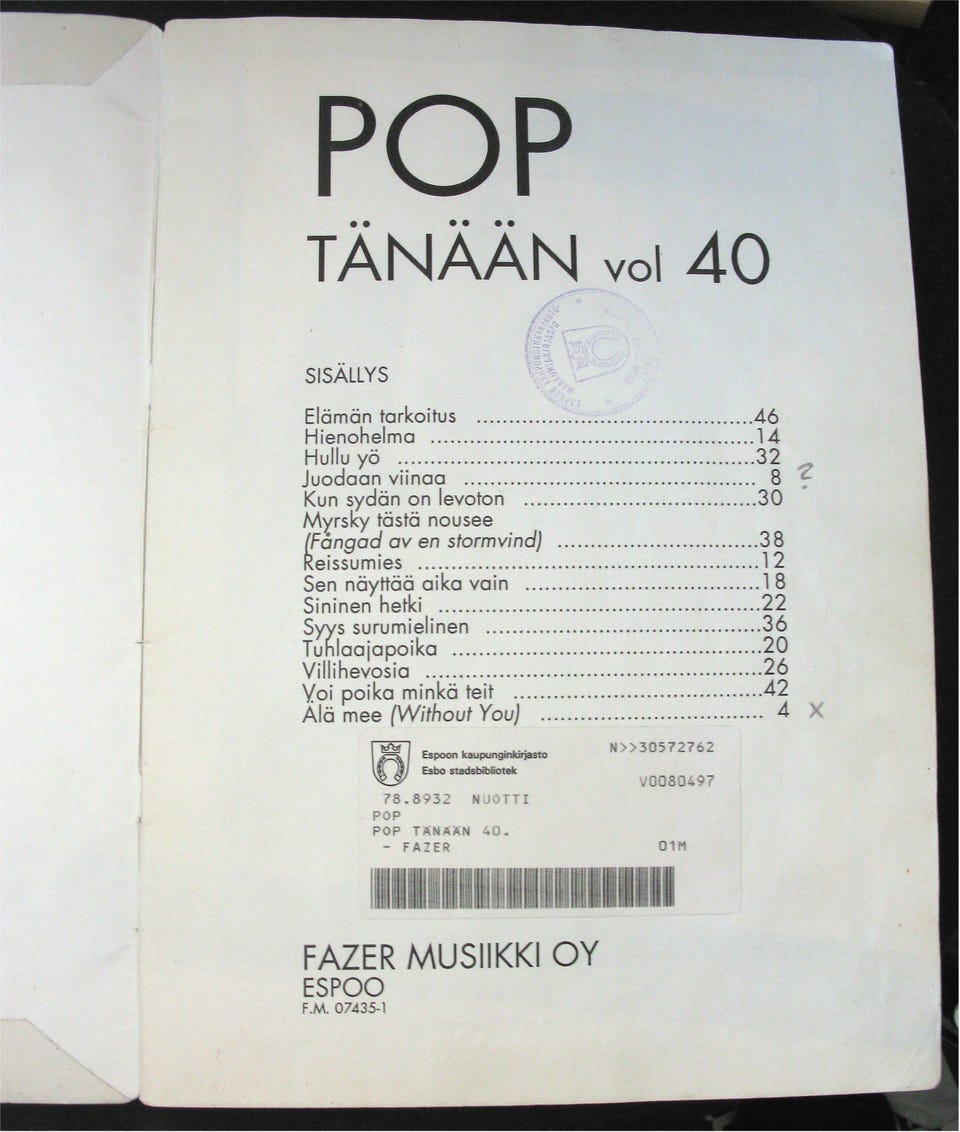 POP
TÄNÄÄN vol 40
SISÄLLYS
Elämän tarkoitus ........................................46
Hienohelma ..............................................14
Hullu yö ..................................................32
Juodaan viinaa .......................................... 8 ?
Kun sydän on levoton .................................30
Myrsky tästä nousee
(Fångad av en stormvind) .............................38
Reissumies ................................................12
Sen näyttää aika vain ..................................18
Sininen hetki ..............................................22
Syys surumielinen .......................................36
Tuhlaajapoika ............................................20
Villihevosia ................................................26
Voi poika minkä teit ....................................42
Älä mee (Without You) ................................ 4 X
Espoon kaupunginkirjasto N>>30572762
Esbo stadsbibliotek
V0080497
78.8932 NUOTTI
POP
POP TÄNÄÄN 40.
- FAZER 01M
FAZER MUSIIKKI OY
ESPOO
F.M. 07435-1